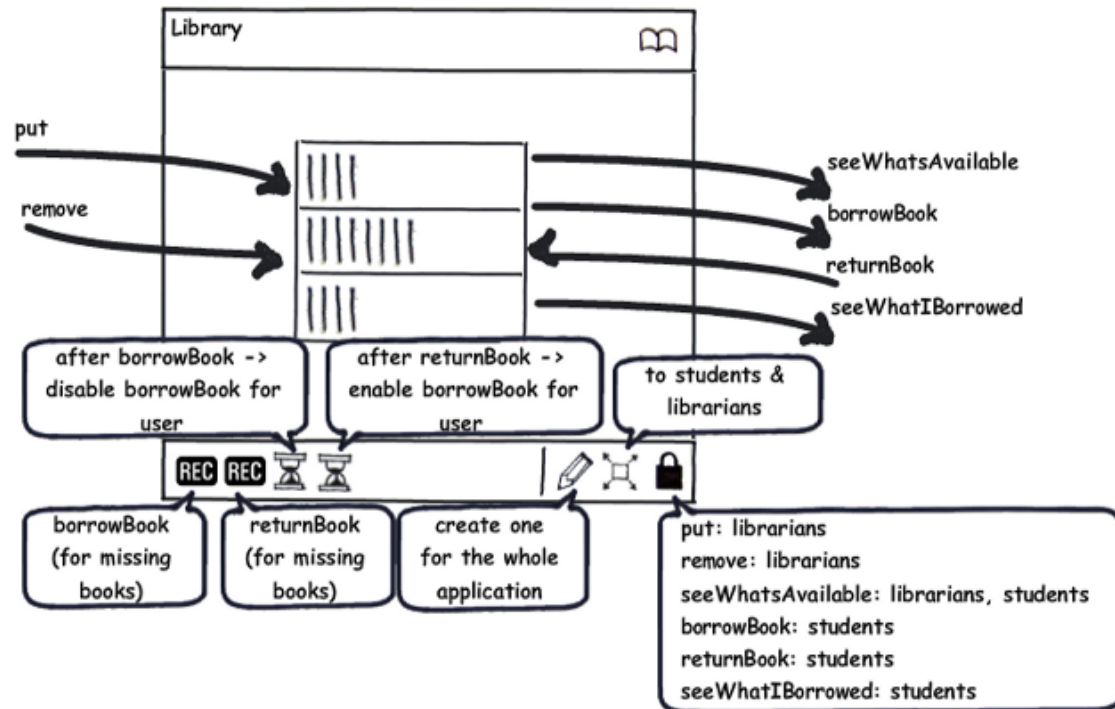 Library
put
remove
seeWhatsAvailable
borrowBook
returnBook
seeWhatIBorrowed
after borrowBook ->
disable borrowBook for
user
after returnBook ->
enable borrowBook for
user
to students &
librarians
REC
REC
borrowBook
(for missing
books)
returnBook
(for missing
books)
create one
for the whole
application
put: librarians
remove: librarians
seeWhatsAvailable: librarians, students
borrowBook: students
returnBook: students
seeWhatIBorrowed: students